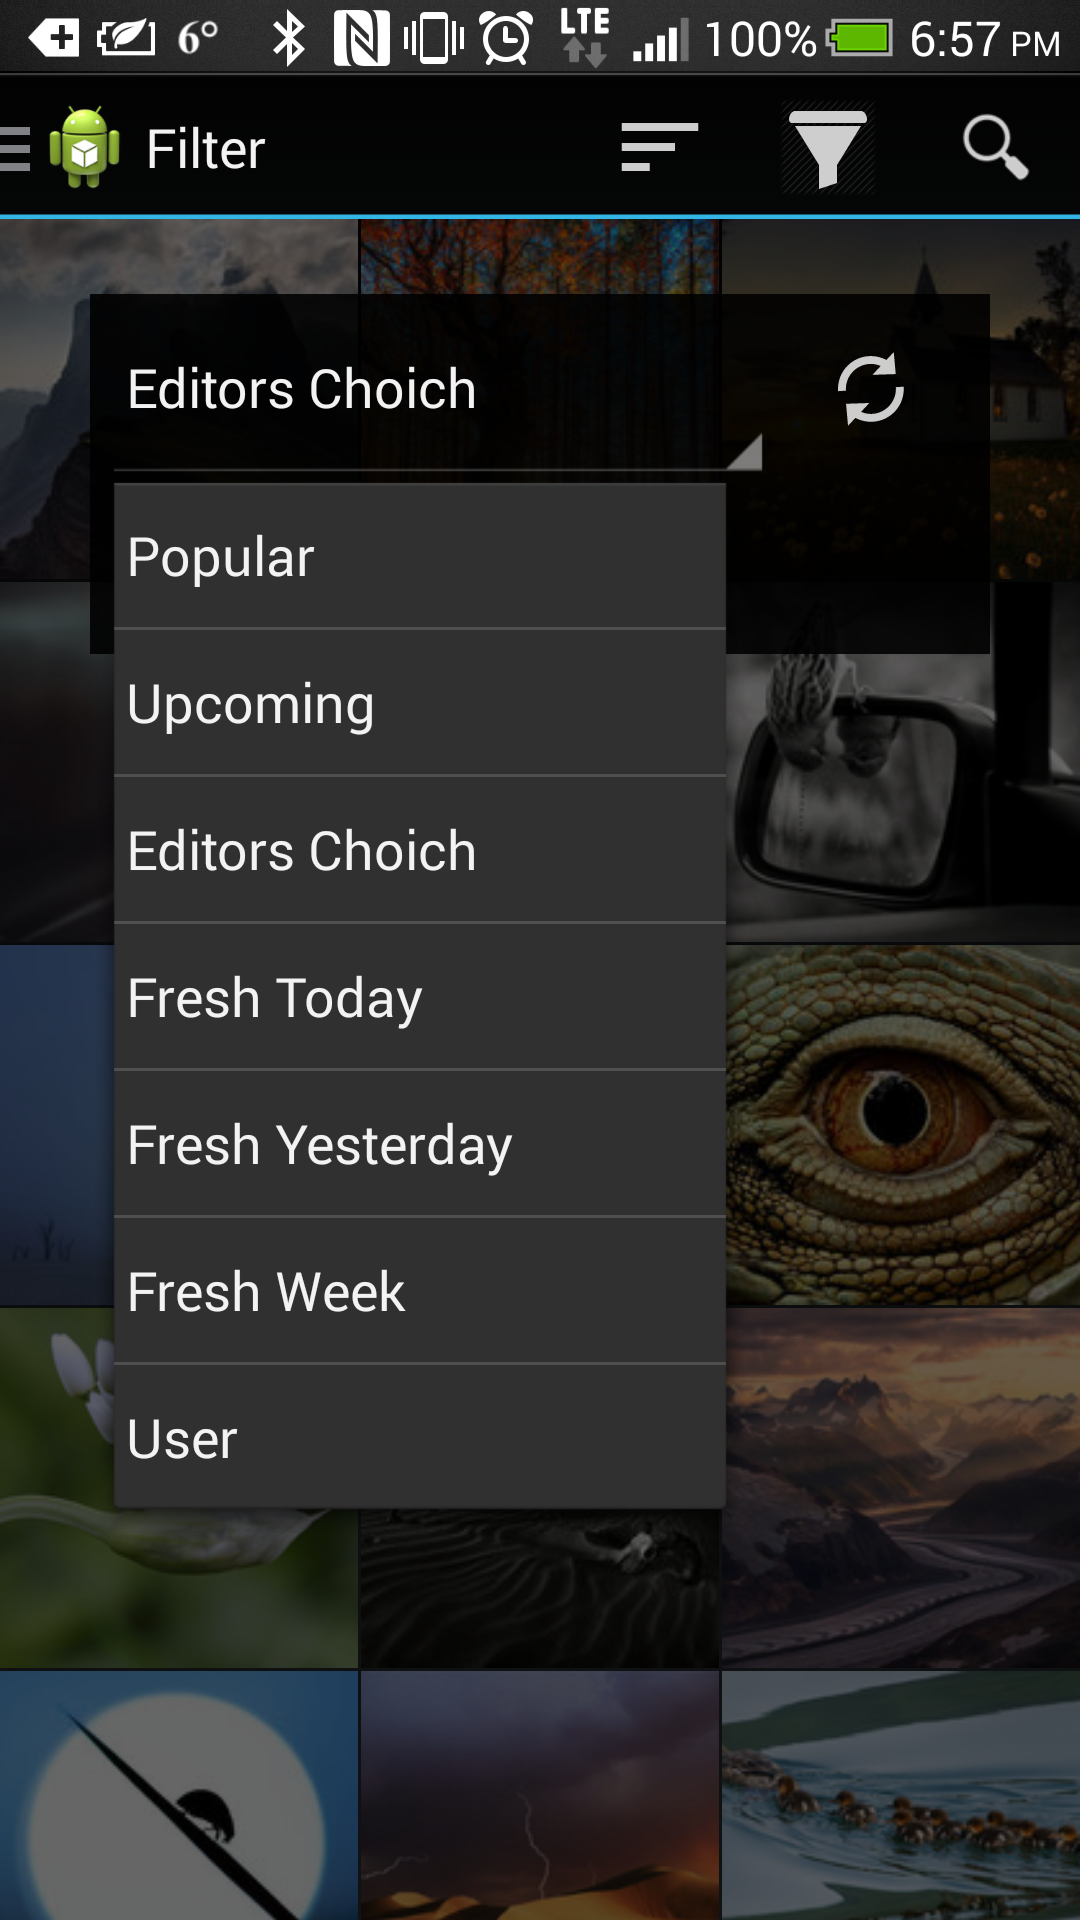 6° LTE 100% 6:57 PM
Filter
Editors Choich
Popular
Upcoming
Editors Choich
Fresh Today
Fresh Yesterday
Fresh Week
User